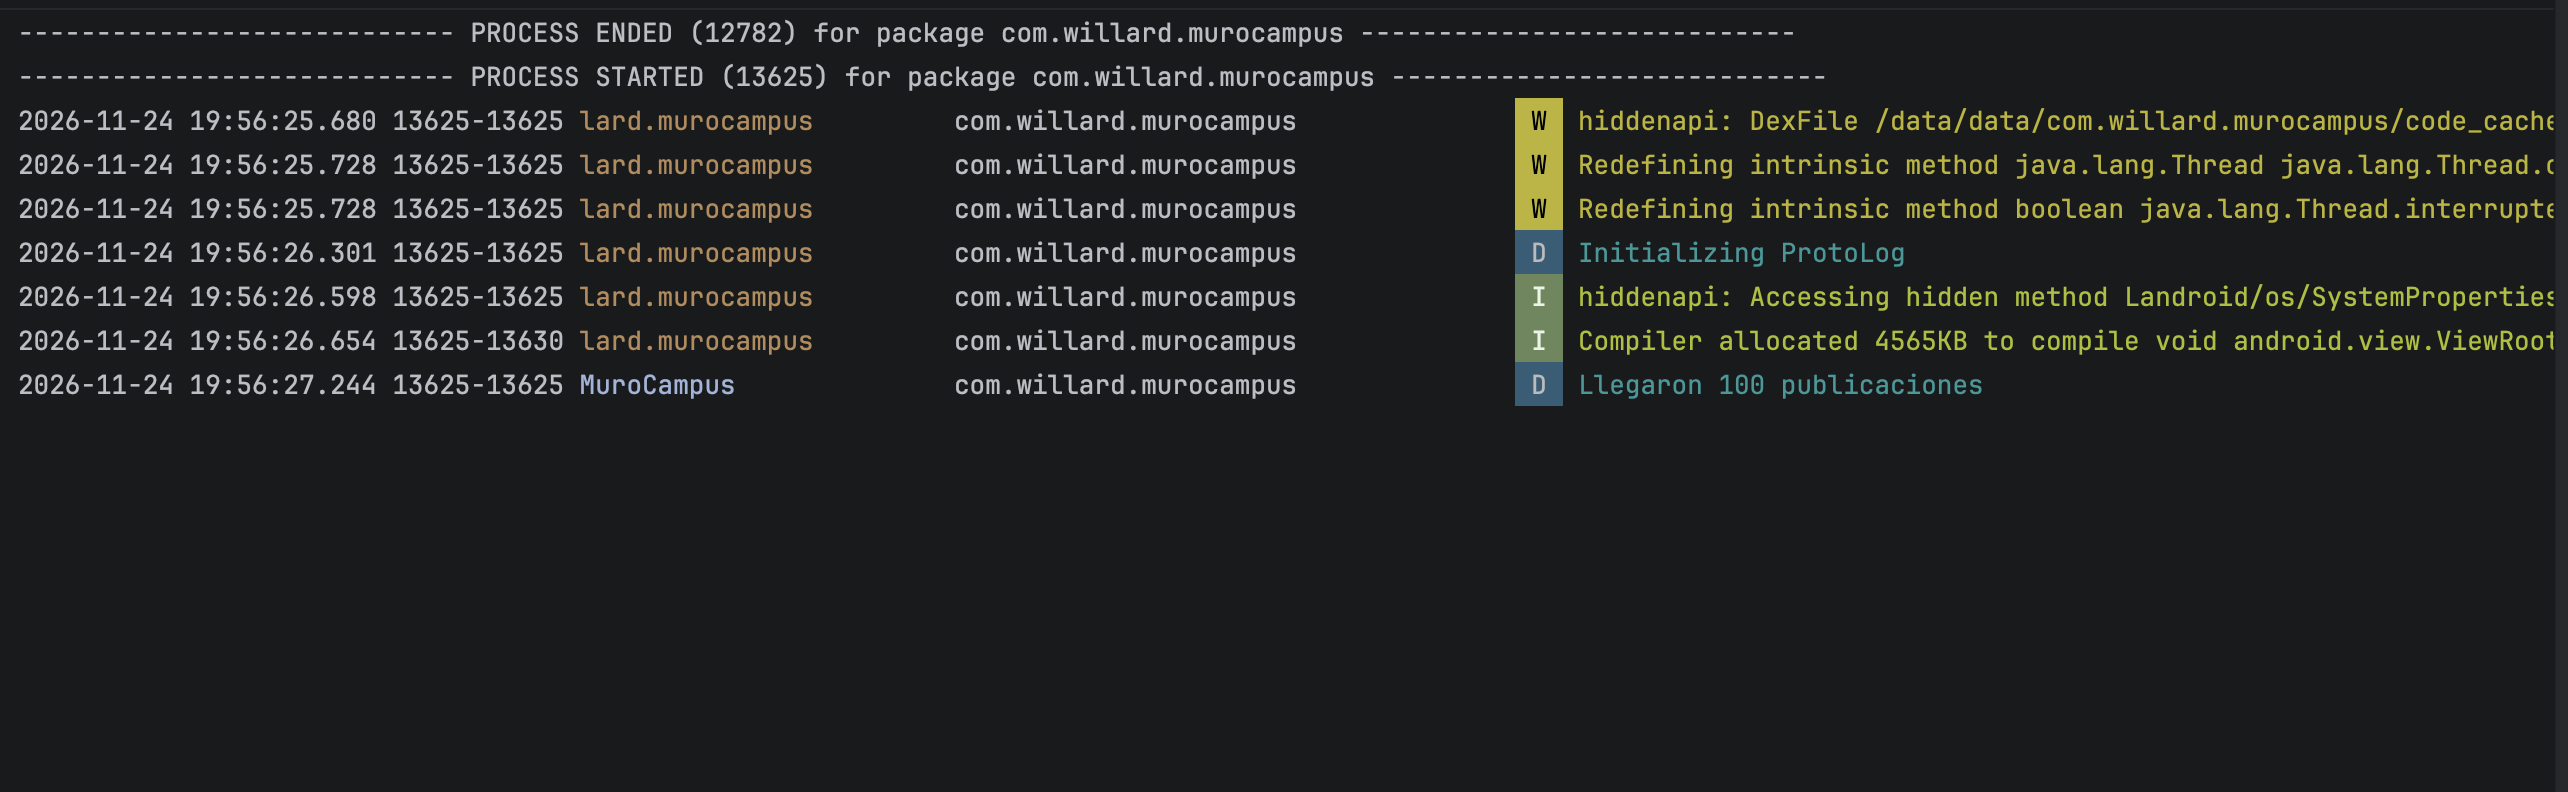 ---------------------------- PROCESS ENDED (12782) for package com.willard.murocampus ----------------------------
---------------------------- PROCESS STARTED (13625) for package com.willard.murocampus ----------------------------
2026-11-24 19:56:25.680 13625-13625 lard.murocampus com.willard.murocampus W hiddenapi: DexFile /data/data/com.willard.murocampus/code_cache
2026-11-24 19:56:25.728 13625-13625 lard.murocampus com.willard.murocampus W Redefining intrinsic method java.lang.Thread java.lang.Thread.c
2026-11-24 19:56:25.728 13625-13625 lard.murocampus com.willard.murocampus W Redefining intrinsic method boolean java.lang.Thread.interrupte
2026-11-24 19:56:26.301 13625-13625 lard.murocampus com.willard.murocampus D Initializing ProtoLog
2026-11-24 19:56:26.598 13625-13625 lard.murocampus com.willard.murocampus I hiddenapi: Accessing hidden method Landroid/os/SystemProperties
2026-11-24 19:56:26.654 13625-13630 lard.murocampus com.willard.murocampus I Compiler allocated 4565KB to compile void android.view.ViewRoot
2026-11-24 19:56:27.244 13625-13625 MuroCampus com.willard.murocampus D Llegaron 100 publicaciones